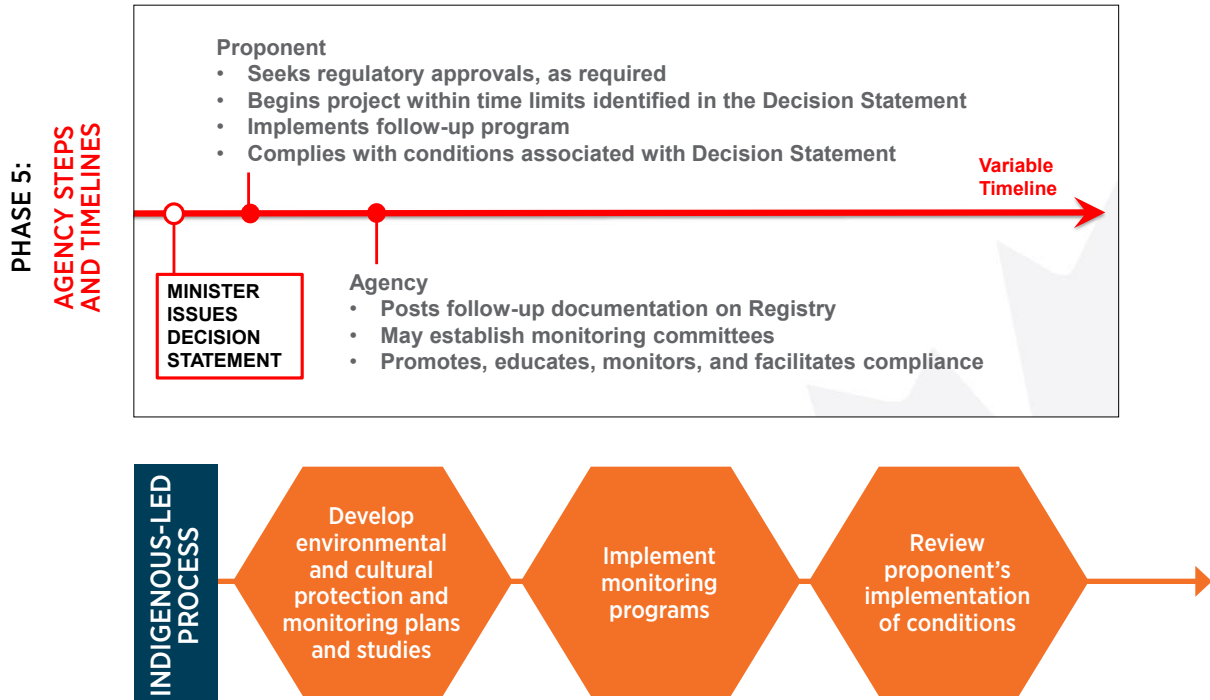 PHASE 5:
AGENCY STEPS
AND TIMELINES
Proponent
• Seeks regulatory approvals, as required
• Begins project within time limits identified in the Decision Statement
• Implements follow-up program
• Complies with conditions associated with Decision Statement
Variable
Timeline
MINISTER
ISSUES
DECISION
STATEMENT
Agency
• Posts follow-up documentation on Registry
• May establish monitoring committees
• Promotes, educates, monitors, and facilitates compliance
INDIGENOUS-LED
PROCESS
Develop
environmental
and cultural
protection and
monitoring plans
and studies
Implement
monitoring
programs
Review
proponent’s
implementation
of conditions